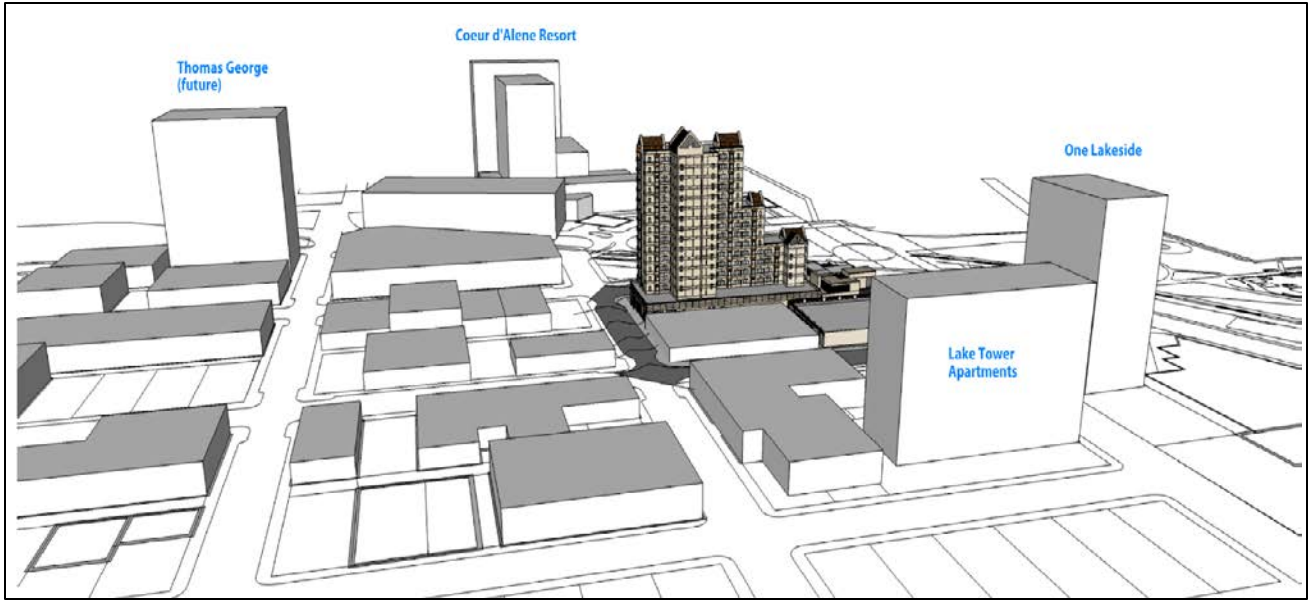 Coeur d'Alene Resort
Thomas George
(future)
One Lakeside
Lake Tower
Apartments